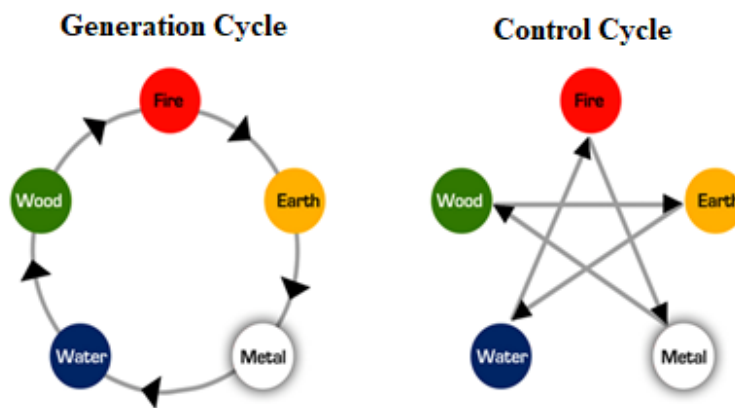 Generation Cycle
Fire
Wood
Earth
Water
Metal
Control Cycle
Fire
Wood
Earth
Water
Metal